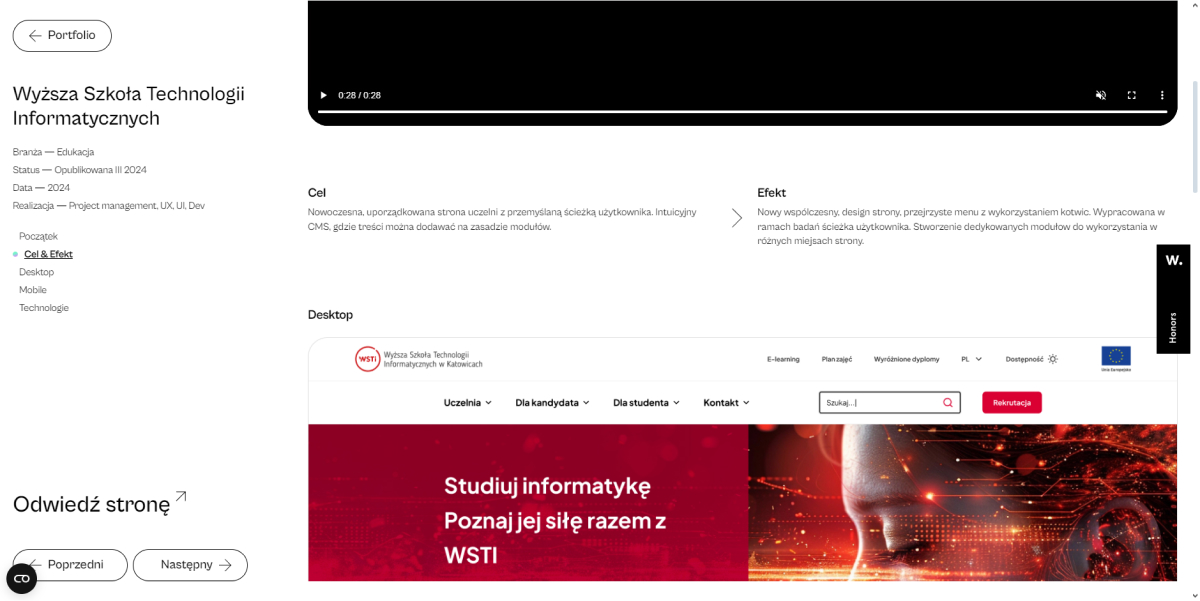 Portfolio
Wyższa Szkoła Technologii
Informatycznych
Branża — Edukacja
Status — Opublikowana III 2024
Data — 2024
Realizacja — Project management, UX, UI, Dev
Początek
Cel & Efekt
Desktop
Mobile
Technologie
Odwiedź stronę
Poprzedni
Następny
0:28 / 0:28
Cel
Nowoczesna, uporządkowana strona uczelni z przemyślaną ścieżką użytkownika. Intuicyjny
CMS, gdzie treści można dodawać na zasadzie modułów.
Efekt
Nowy współczesny, design strony, przejrzyste menu z wykorzystaniem kotwic. Wypracowana w
ramach badań ścieżka użytkownika. Stworzenie dedykowanych modułow do wykorzystania w
różnych miejsach strony.
W.
Honors
Desktop
WSTI
Wyższa Szkoła Technologii
Informatycznych w Katowicach
E-learning
Plan zajęć
Wyróżnione dyplomy
PL
Dostępność
Unia Europejska
Uczelnia
Dla kandydata
Dla studenta
Kontakt
Szukaj...|
Rekrutacja
Studiuj informatykę
Poznaj jej siłę razem z
WSTI